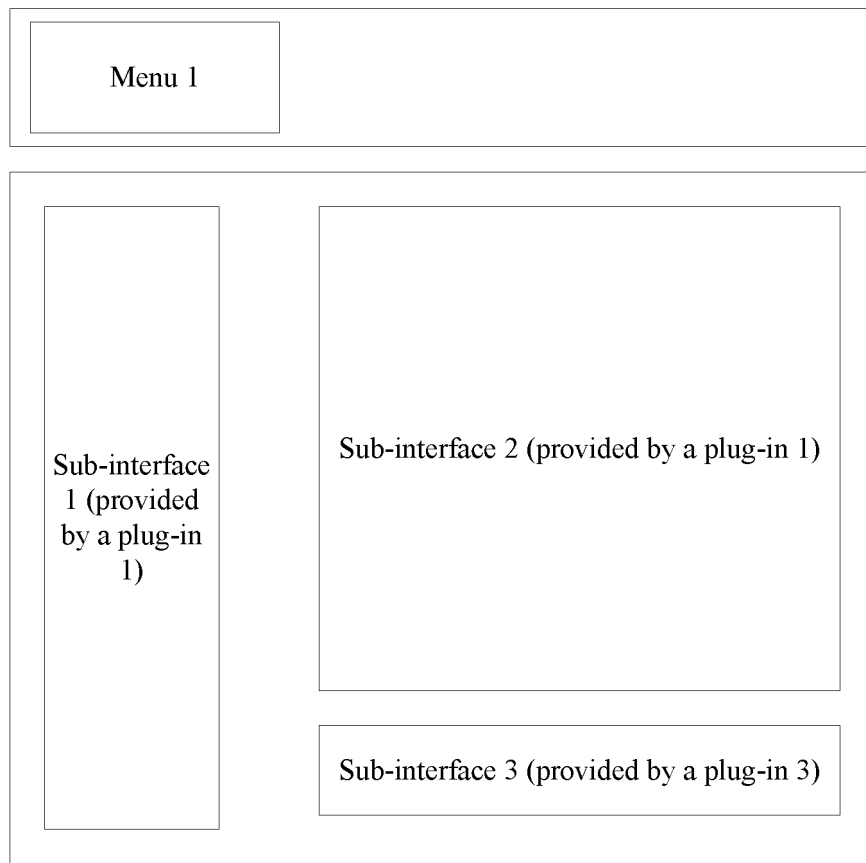 Menu 1
Sub-interface
1 (provided
by a plug-in
1)
Sub-interface 2 (provided by a plug-in 1)
Sub-interface 3 (provided by a plug-in 3)